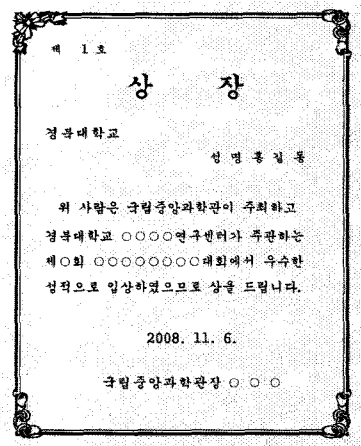 제 1 호
상 장
경북대학교
성 명 홍 길 동
위 사람은 국립중앙과학관이 주최하고
경북대학교 ○○○○연구센터가 주관하는
제○회 ○○○○○○○○대회에서 우수한
성적으로 입상하였으므로 상을 드립니다.
2008. 11. 6.
국립중앙과학관장 ○ ○ ○